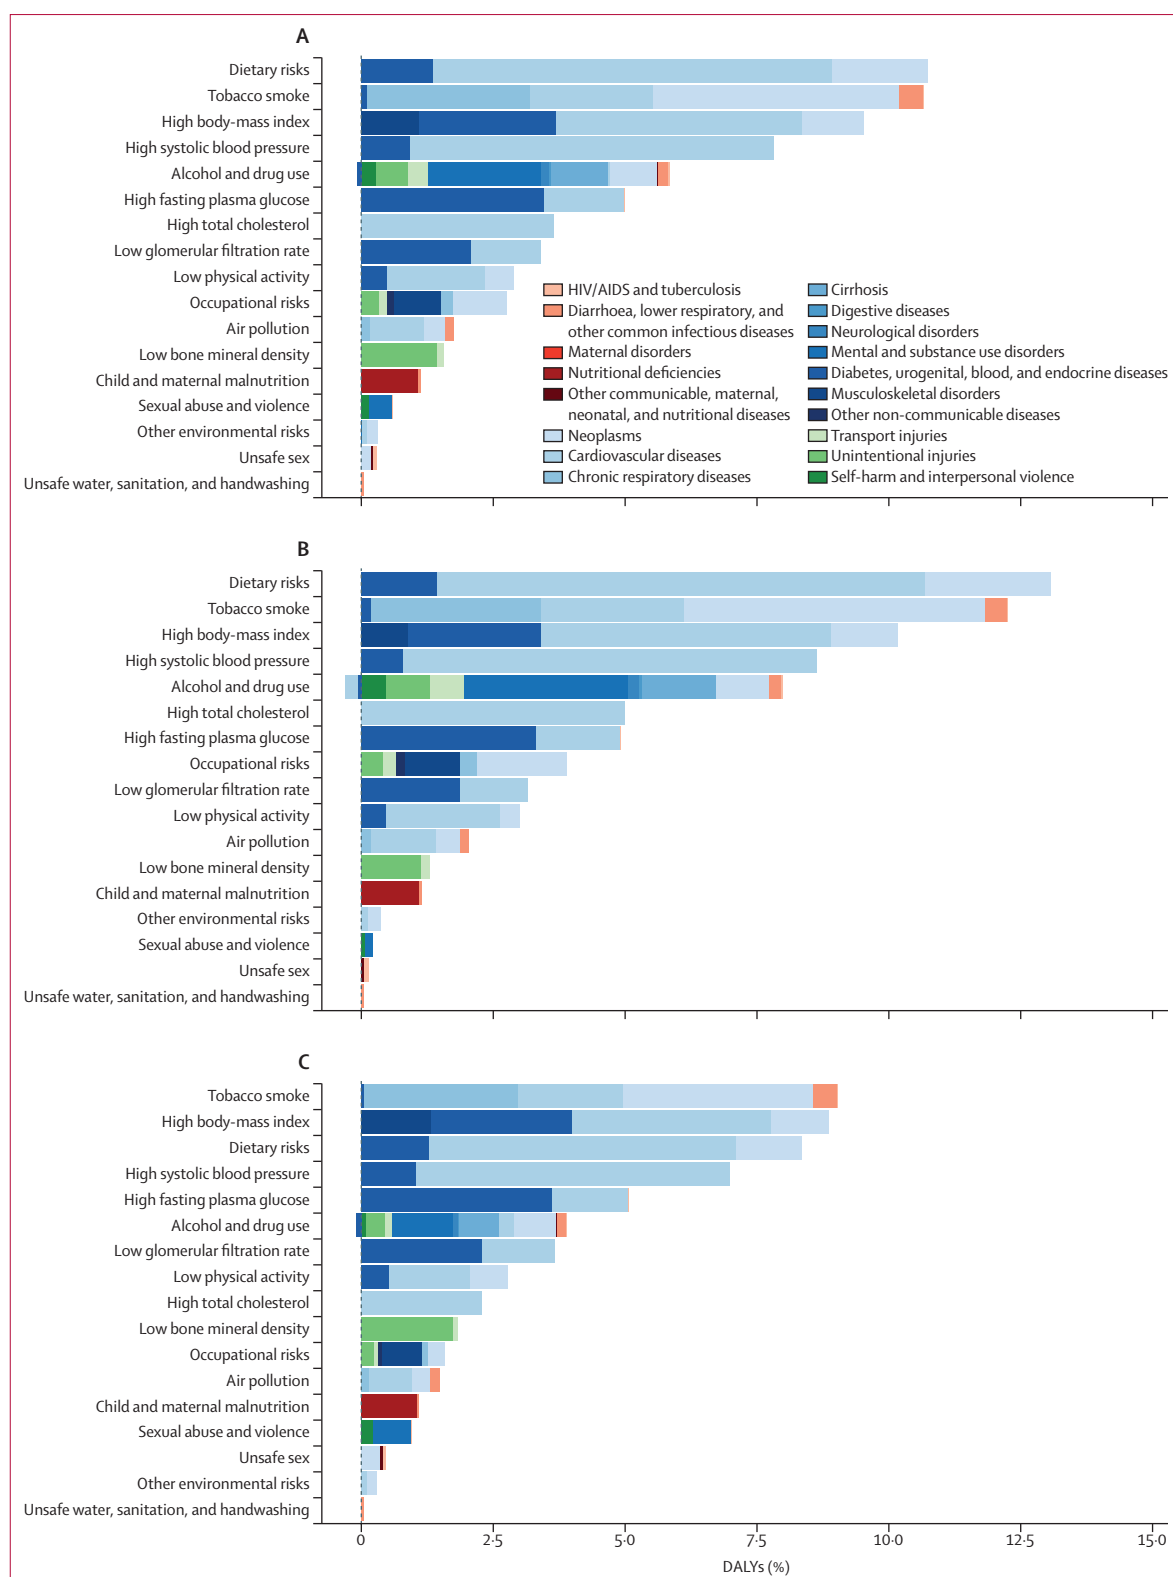 A
Dietary risks
Tobacco smoke
High body-mass index
High systolic blood pressure
Alcohol and drug use
High fasting plasma glucose
High total cholesterol
Low glomerular filtration rate
Low physical activity
Occupational risks
Air pollution
Low bone mineral density
Child and maternal malnutrition
Sexual abuse and violence
Other environmental risks
Unsafe sex
Unsafe water, sanitation, and handwashing
HIV/AIDS and tuberculosis
Diarrhoea, lower respiratory, and
other common infectious diseases
Maternal disorders
Nutritional deficiencies
Other communicable, maternal,
neonatal, and nutritional diseases
Neoplasms
Cardiovascular diseases
Chronic respiratory diseases
Cirrhosis
Digestive diseases
Neurological disorders
Mental and substance use disorders
Diabetes, urogenital, blood, and endocrine diseases
Musculoskeletal disorders
Other non-communicable diseases
Transport injuries
Unintentional injuries
Self-harm and interpersonal violence
B
Dietary risks
Tobacco smoke
High body-mass index
High systolic blood pressure
Alcohol and drug use
High total cholesterol
High fasting plasma glucose
Occupational risks
Low glomerular filtration rate
Low physical activity
Air pollution
Low bone mineral density
Child and maternal malnutrition
Other environmental risks
Sexual abuse and violence
Unsafe sex
Unsafe water, sanitation, and handwashing
C
Tobacco smoke
High body-mass index
Dietary risks
High systolic blood pressure
High fasting plasma glucose
Alcohol and drug use
Low glomerular filtration rate
Low physical activity
High total cholesterol
Low bone mineral density
Occupational risks
Air pollution
Child and maternal malnutrition
Sexual abuse and violence
Unsafe sex
Other environmental risks
Unsafe water, sanitation, and handwashing
0 2·5 5·0 7·5 10·0 12·5 15·0
DALYs (%)